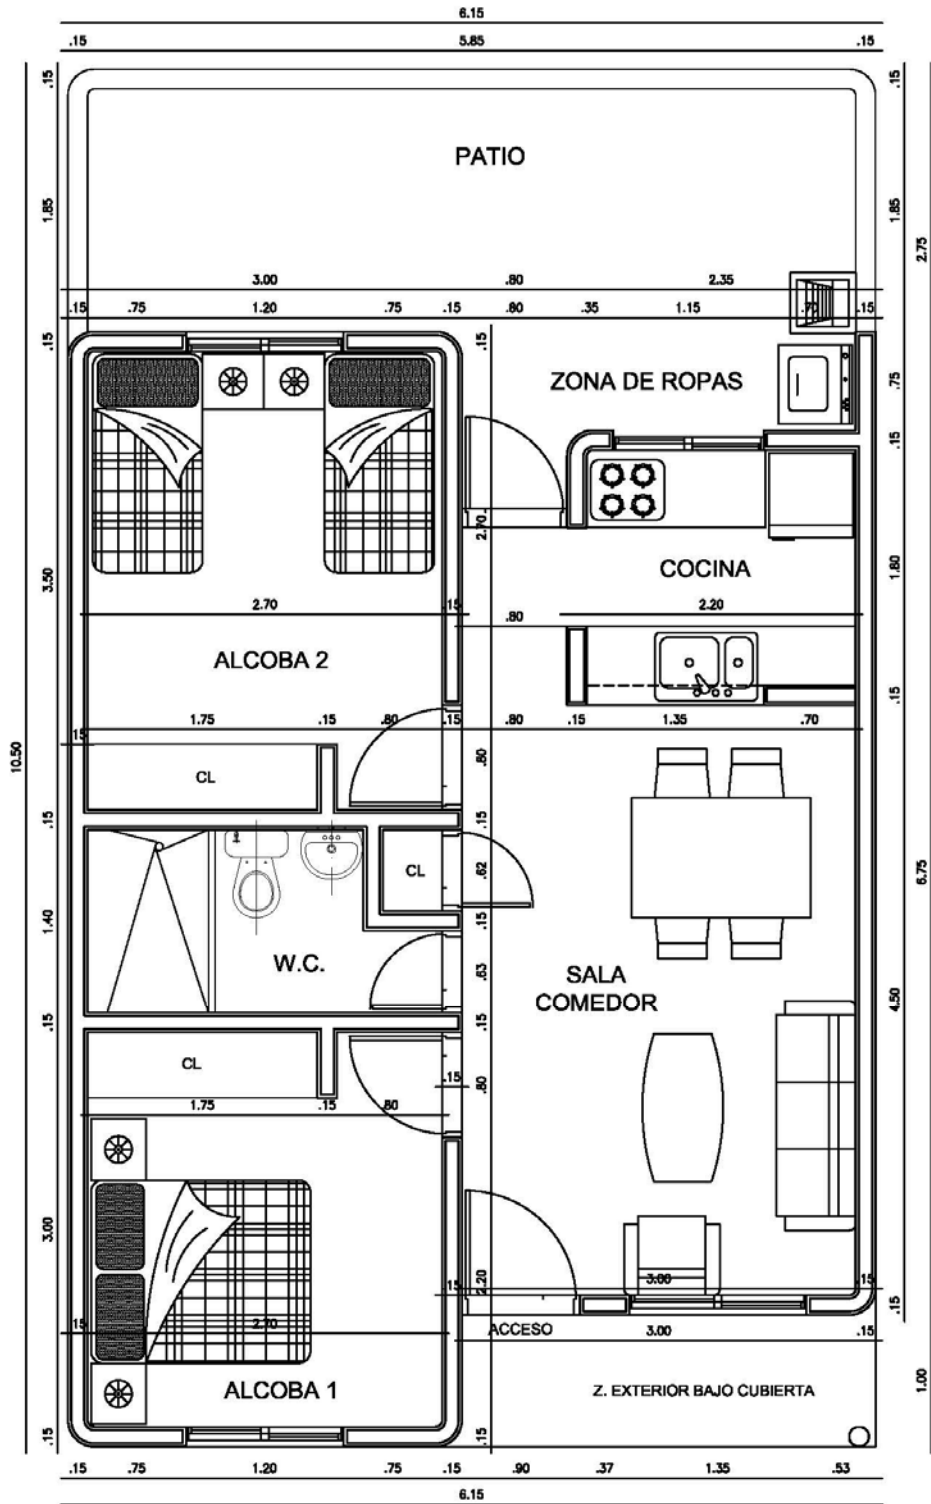 6.15
.15 5.85 .15
.15 .15
PATIO
1.85 1.85
2.75
3.00 .80 2.35
.15 .75 1.20 .75 .15 .80 .35 1.15 .70 .15
.15 .15
ZONA DE ROPAS
.75
.15
2.70
3.50
COCINA
1.80
2.70 .15 .80 2.20
ALCOBA 2
.15
1.75 .15 .80 .15 .80 .15 1.35 .70
.15
10.50
.80
CL
.15 .15
CL
.62
6.75
1.40
.15
W.C.
.63
SALA
COMEDOR
4.50
.15 .15
CL
.15
.80
1.75 .15 .80
3.00
.15 2.20 3.00 .15
.15
.15 2.70
ACCESO 3.00 .15
ALCOBA 1
Z. EXTERIOR BAJO CUBIERTA
1.00
.15 .15
.15 .75 1.20 .75 .15 .90 .37 1.35 .53
6.15